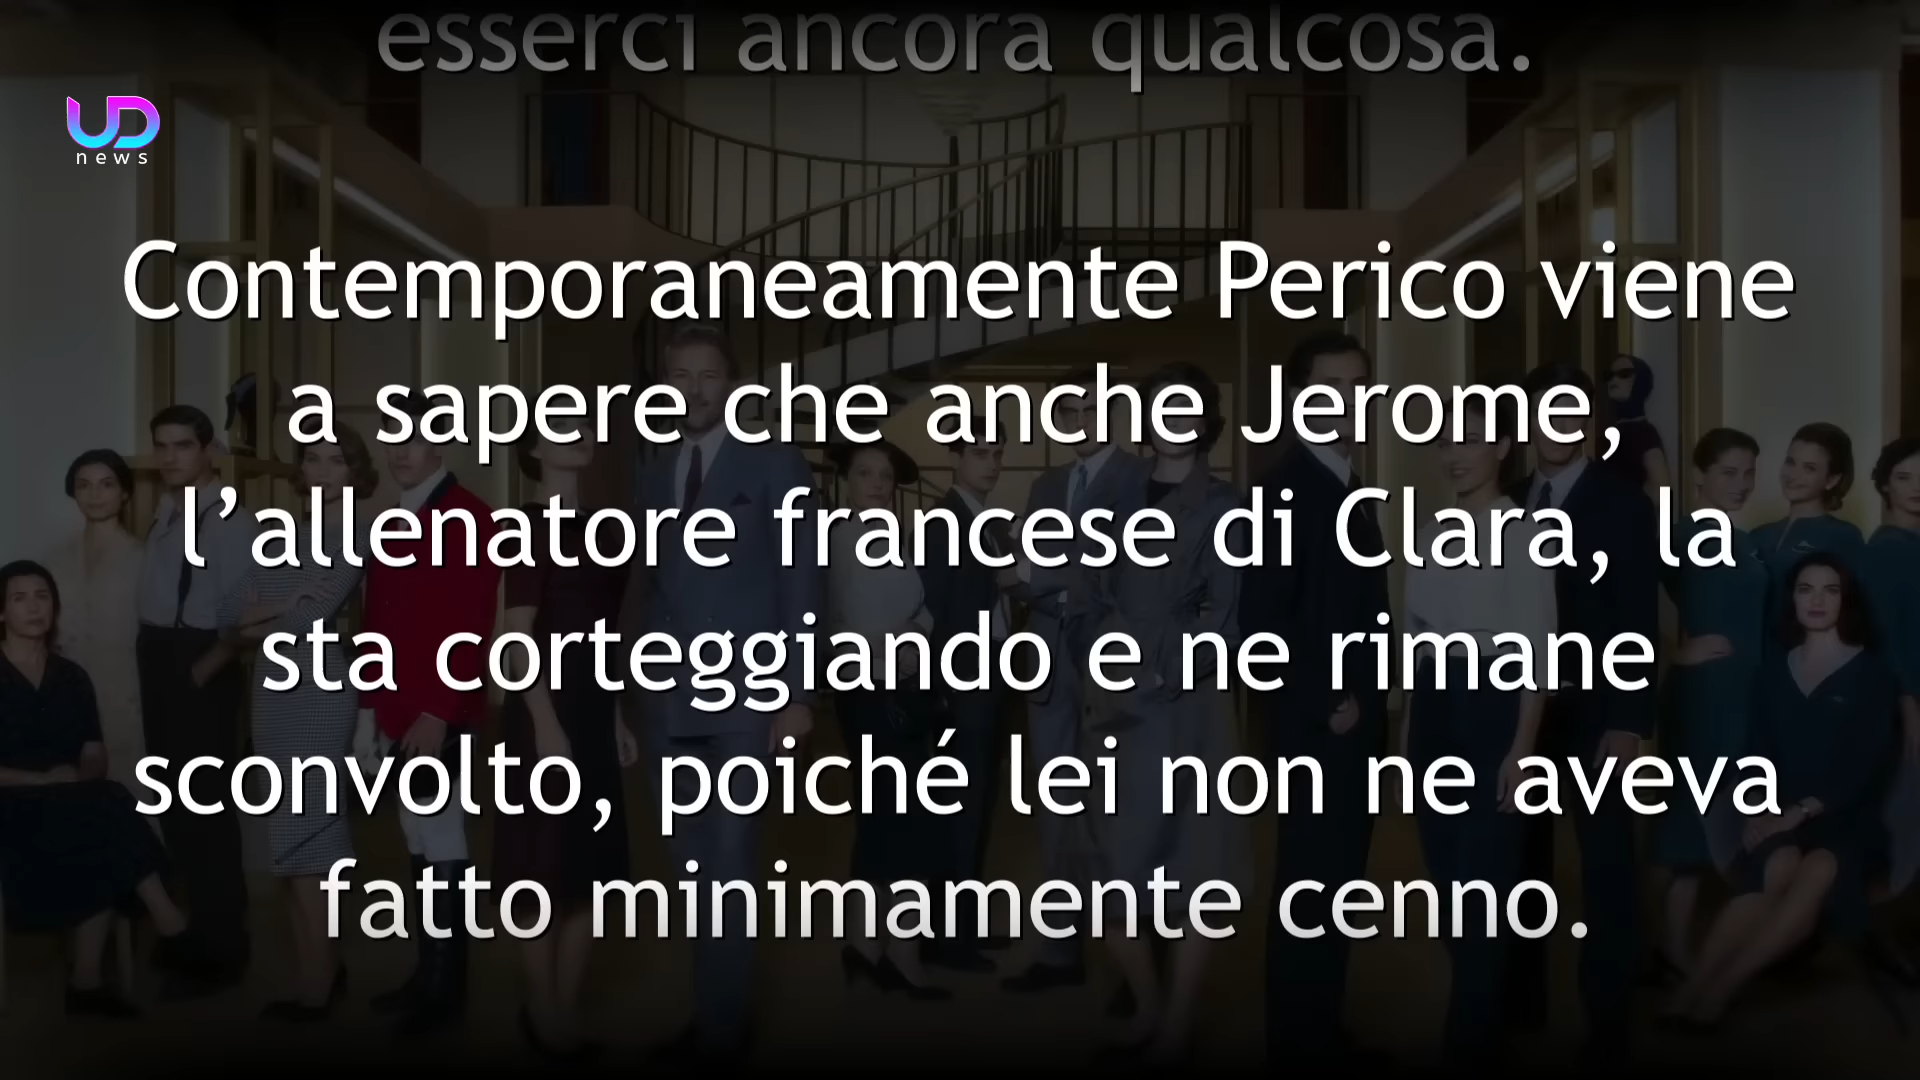 esserci ancora qualcosa.
UD
news
Contemporaneamente Perico viene
a sapere che anche Jerome,
l’allenatore francese di Clara, la
sta corteggiando e ne rimane
sconvolto, poiché lei non ne aveva
fatto minimamente cenno.